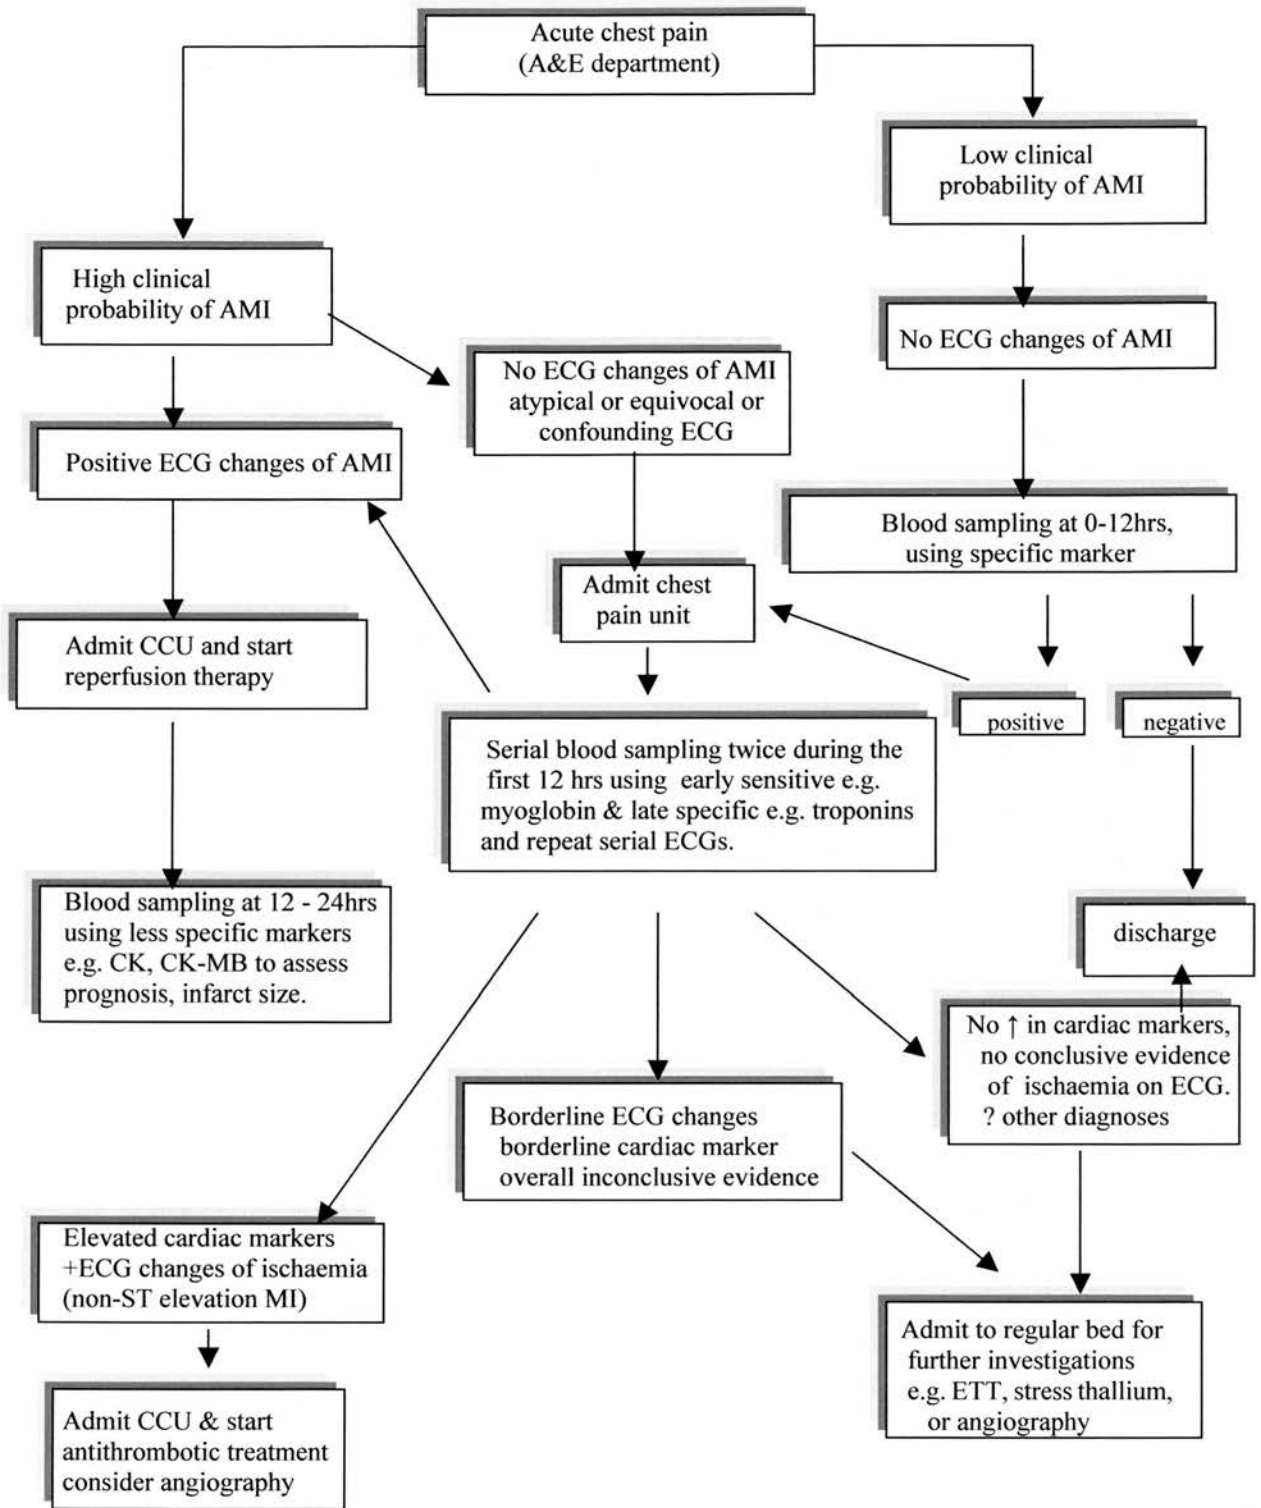 Acute chest pain
(A&E department)
Low clinical
probability of AMI
High clinical
probability of AMI
No ECG changes of AMI
No ECG changes of AMI
atypical or equivocal or
confounding ECG
Positive ECG changes of AMI
Blood sampling at 0-12hrs,
using specific marker
Admit chest
pain unit
Admit CCU and start
reperfusion therapy
positive
negative
Serial blood sampling twice during the
first 12 hrs using early sensitive e.g.
myoglobin & late specific e.g. troponins
and repeat serial ECGs.
Blood sampling at 12 - 24hrs
using less specific markers
e.g. CK, CK-MB to assess
prognosis, infarct size.
discharge
No ↑ in cardiac markers,
no conclusive evidence
of ischaemia on ECG.
? other diagnoses
Borderline ECG changes
borderline cardiac marker
overall inconclusive evidence
Elevated cardiac markers
+ECG changes of ischaemia
(non-ST elevation MI)
Admit to regular bed for
further investigations
e.g. ETT, stress thallium,
or angiography
Admit CCU & start
antithrombotic treatment
consider angiography